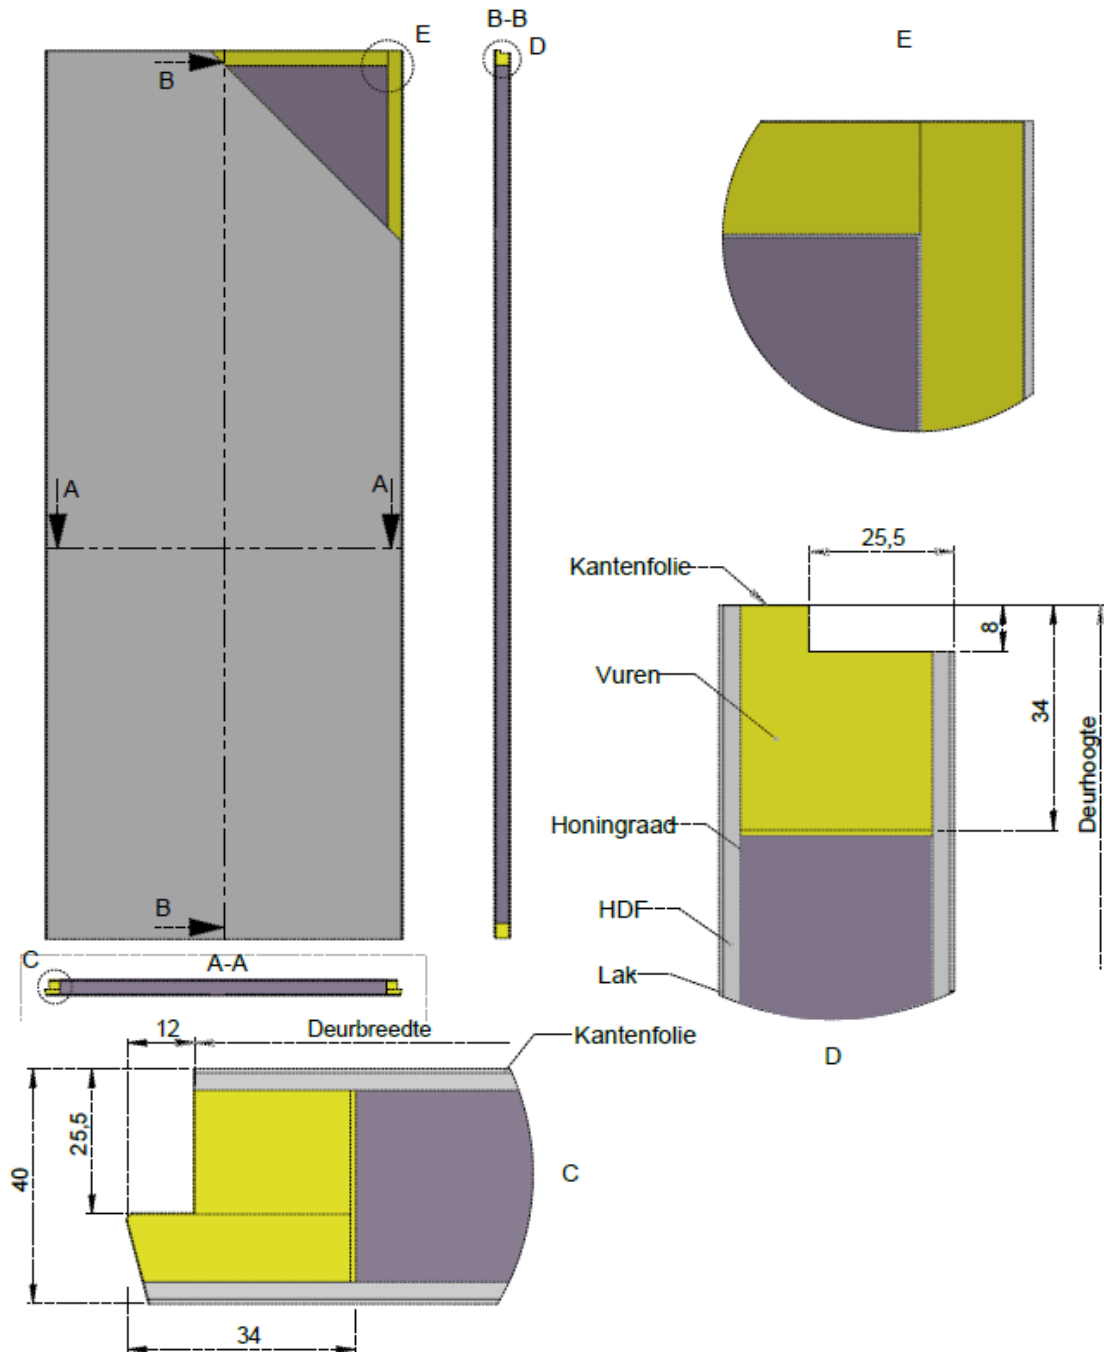 B-B
E
D
E
B
A
A
B
C
A-A
25,5
Kantenfolie
8
Vuren
34
Deurhoogte
Honingraad
HDF
Lak
D
12
Deurbreedte
Kantenfolie
25,5
40
C
34